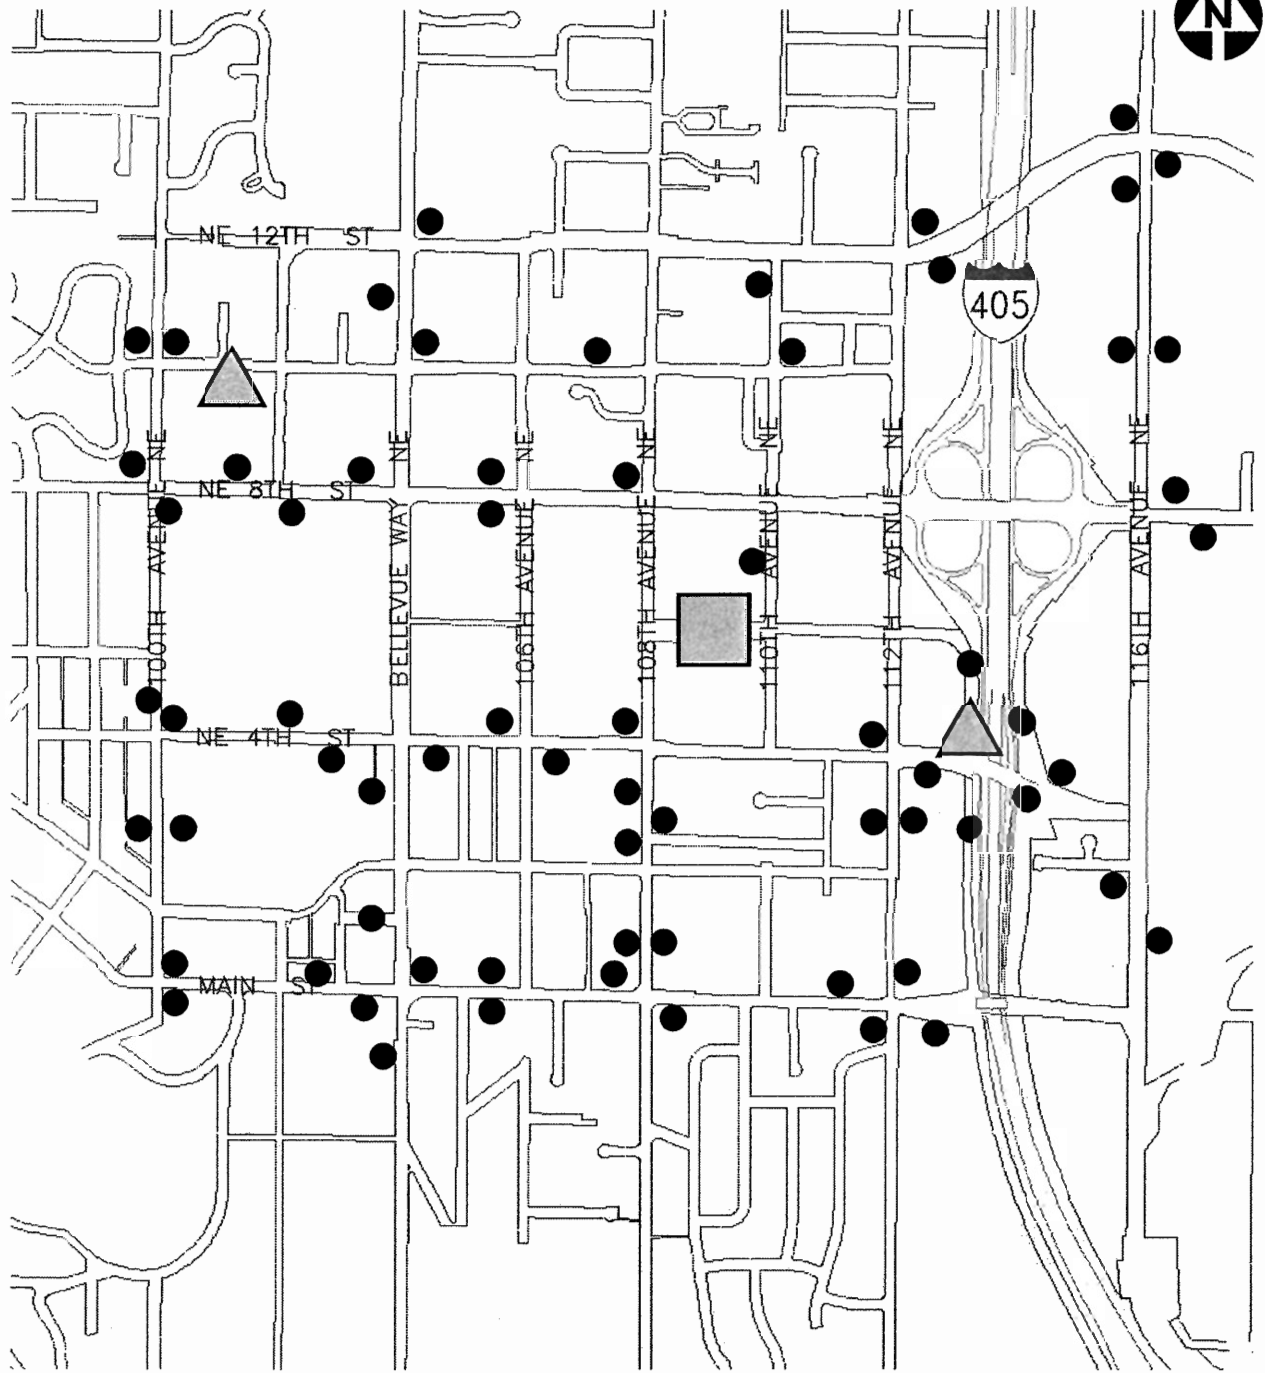 N
NE 12TH ST
405
NE NE NE NE NE NE NE
NE 8TH ST
100TH AVENUE
BELLEVUE WAY
106TH AVENUE
108TH AVENUE
110TH AVENUE
112TH AVENUE
116TH AVENUE
NE 4TH ST
MAIN ST